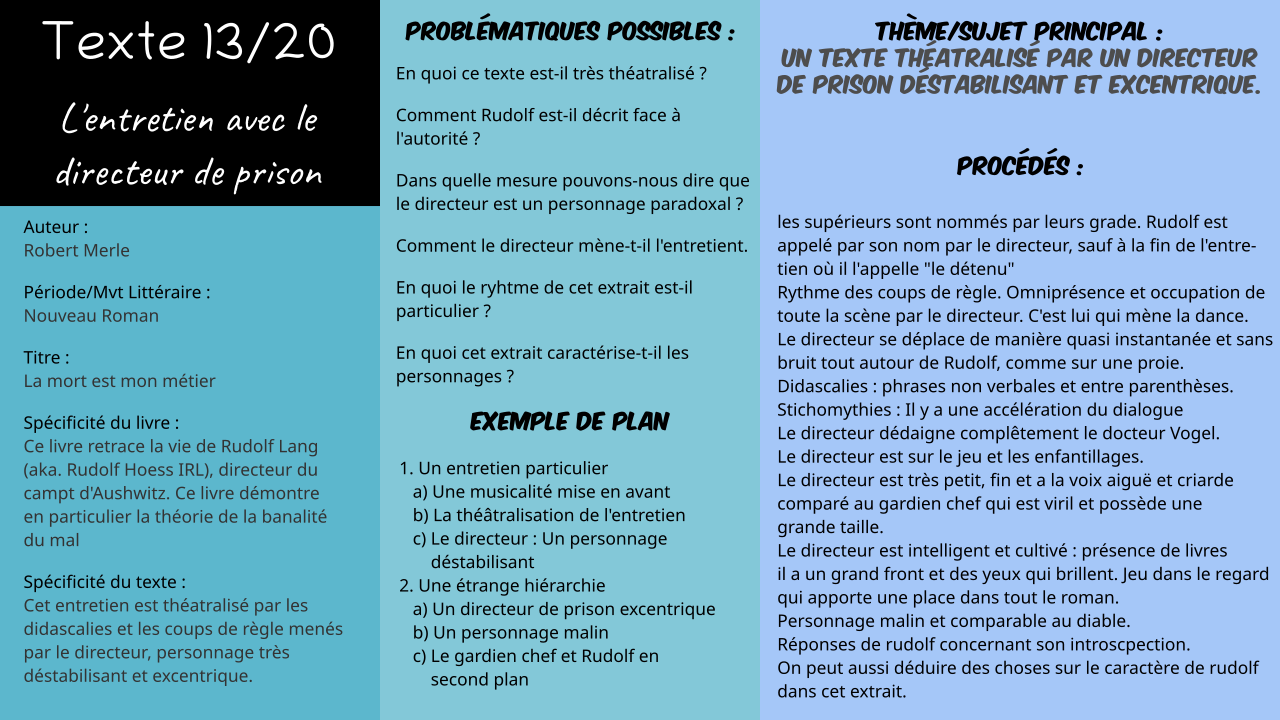 Texte 13/20
L'entretien avec le
directeur de prison
Auteur :
Robert Merle
Période/Mvt Littéraire :
Nouveau Roman
Titre :
La mort est mon métier
Spécificité du livre :
Ce livre retrace la vie de Rudolf Lang
(aka. Rudolf Hoess IRL), directeur du
campt d'Aushwitz. Ce livre démontre
en particulier la théorie de la banalité
du mal
Spécificité du texte :
Cet entretien est théatralisé par les
didascalies et les coups de règle menés
par le directeur, personnage très
déstabilisant et excentrique.
PROBLÉMATIQUES POSSIBLES :
En quoi ce texte est-il très théatralisé ?
Comment Rudolf est-il décrit face à
l'autorité ?
Dans quelle mesure pouvons-nous dire que
le directeur est un personnage paradoxal ?
Comment le directeur mène-t-il l'entretient.
En quoi le ryhtme de cet extrait est-il
particulier ?
En quoi cet extrait caractérise-t-il les
personnages ?
EXEMPLE DE PLAN
1. Un entretien particulier
a) Une musicalité mise en avant
b) La théâtralisation de l'entretien
c) Le directeur : Un personnage
déstabilisant
2. Une étrange hiérarchie
a) Un directeur de prison excentrique
b) Un personnage malin
c) Le gardien chef et Rudolf en
second plan
THÈME/SUJET PRINCIPAL :
UN TEXTE THÉATRALISÉ PAR UN DIRECTEUR
DE PRISON DÉSTABILISANT ET EXCENTRIQUE.
PROCÉDÉS :
les supérieurs sont nommés par leurs grade. Rudolf est
appelé par son nom par le directeur, sauf à la fin de l'entre-
tien où il l'appelle "le détenu"
Rythme des coups de règle. Omniprésence et occupation de
toute la scène par le directeur. C'est lui qui mène la dance.
Le directeur se déplace de manière quasi instantanée et sans
bruit tout autour de Rudolf, comme sur une proie.
Didascalies : phrases non verbales et entre parenthèses.
Stichomythies : Il y a une accélération du dialogue
Le directeur dédaigne complêtement le docteur Vogel.
Le directeur est sur le jeu et les enfantillages.
Le directeur est très petit, fin et a la voix aiguë et criarde
comparé au gardien chef qui est viril et possède une
grande taille.
Le directeur est intelligent et cultivé : présence de livres
il a un grand front et des yeux qui brillent. Jeu dans le regard
qui apporte une place dans tout le roman.
Personnage malin et comparable au diable.
Réponses de rudolf concernant son introscpection.
On peut aussi déduire des choses sur le caractère de rudolf
dans cet extrait.